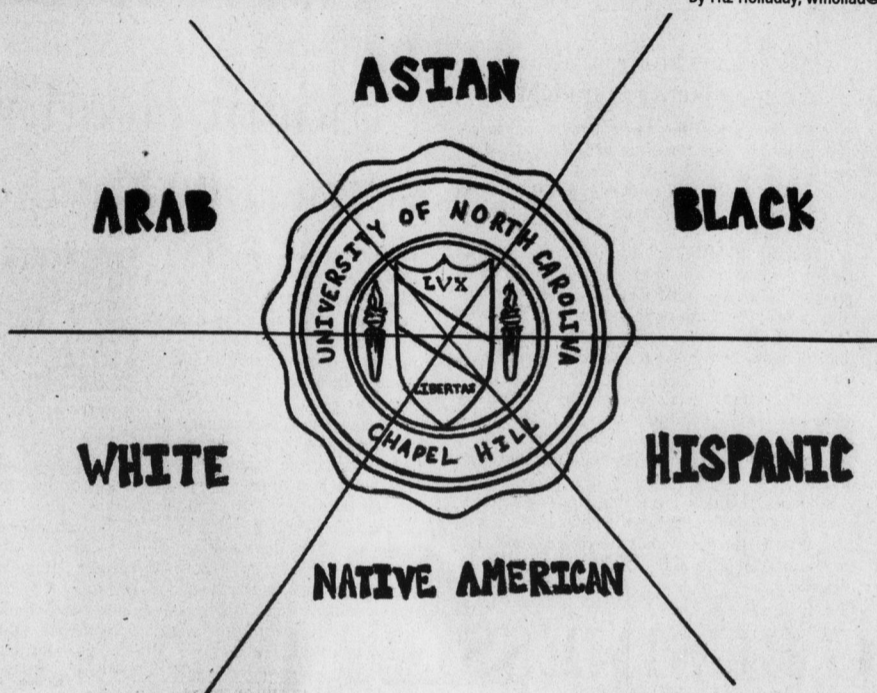 ASIAN
ARAB
BLACK
UNIVERSITY OF NORTH CAROLINA
LVX
LIBERTAS
CHAPEL HILL
WHITE
HISPANIC
NATIVE AMERICAN